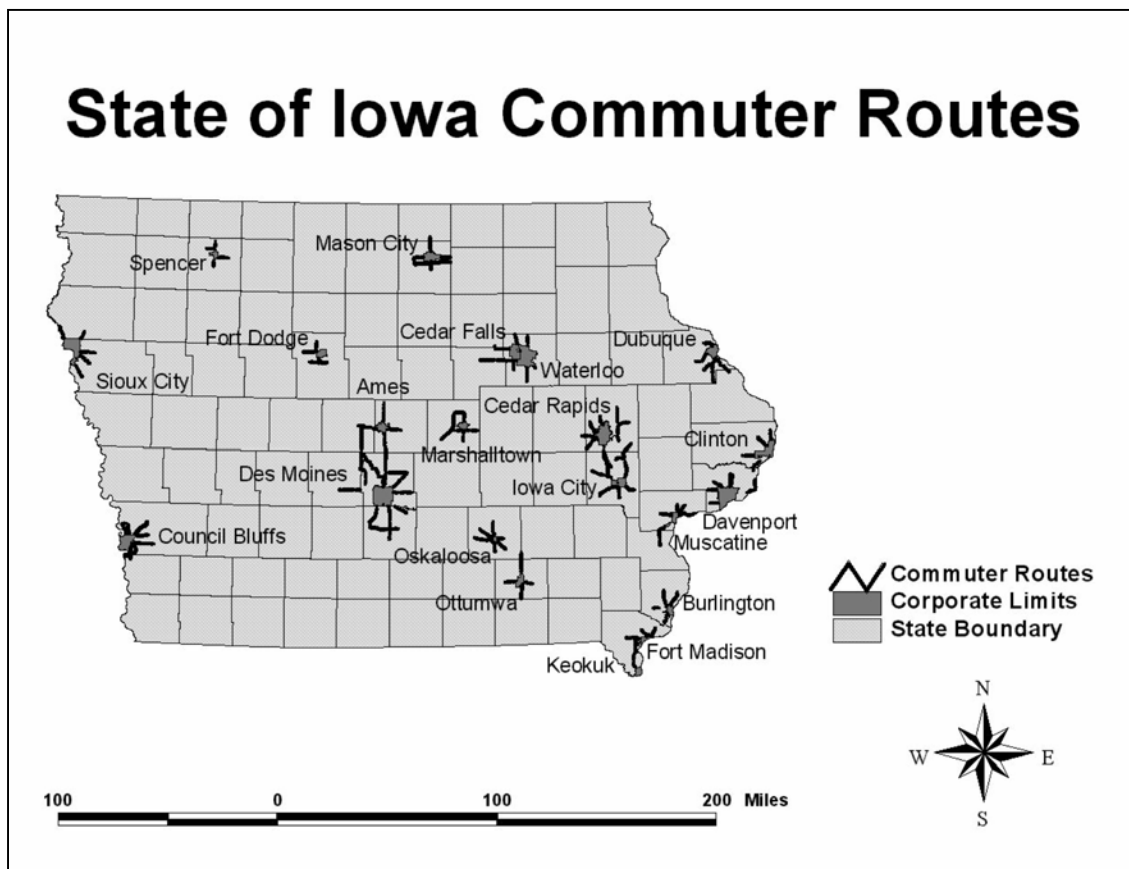 State of Iowa Commuter Routes
Mason City
Spencer
Fort Dodge
Cedar Falls
Dubuque
Waterloo
Sioux City
Ames
Cedar Rapids
Clinton
Marshalltown
Des Moines
Iowa City
Davenport
Council Bluffs
Muscatine
Oskaloosa
Ottumwa
Burlington
Fort Madison
Keokuk
Commuter Routes
Corporate Limits
State Boundary
N
W E
S
100 0 100 200 Miles